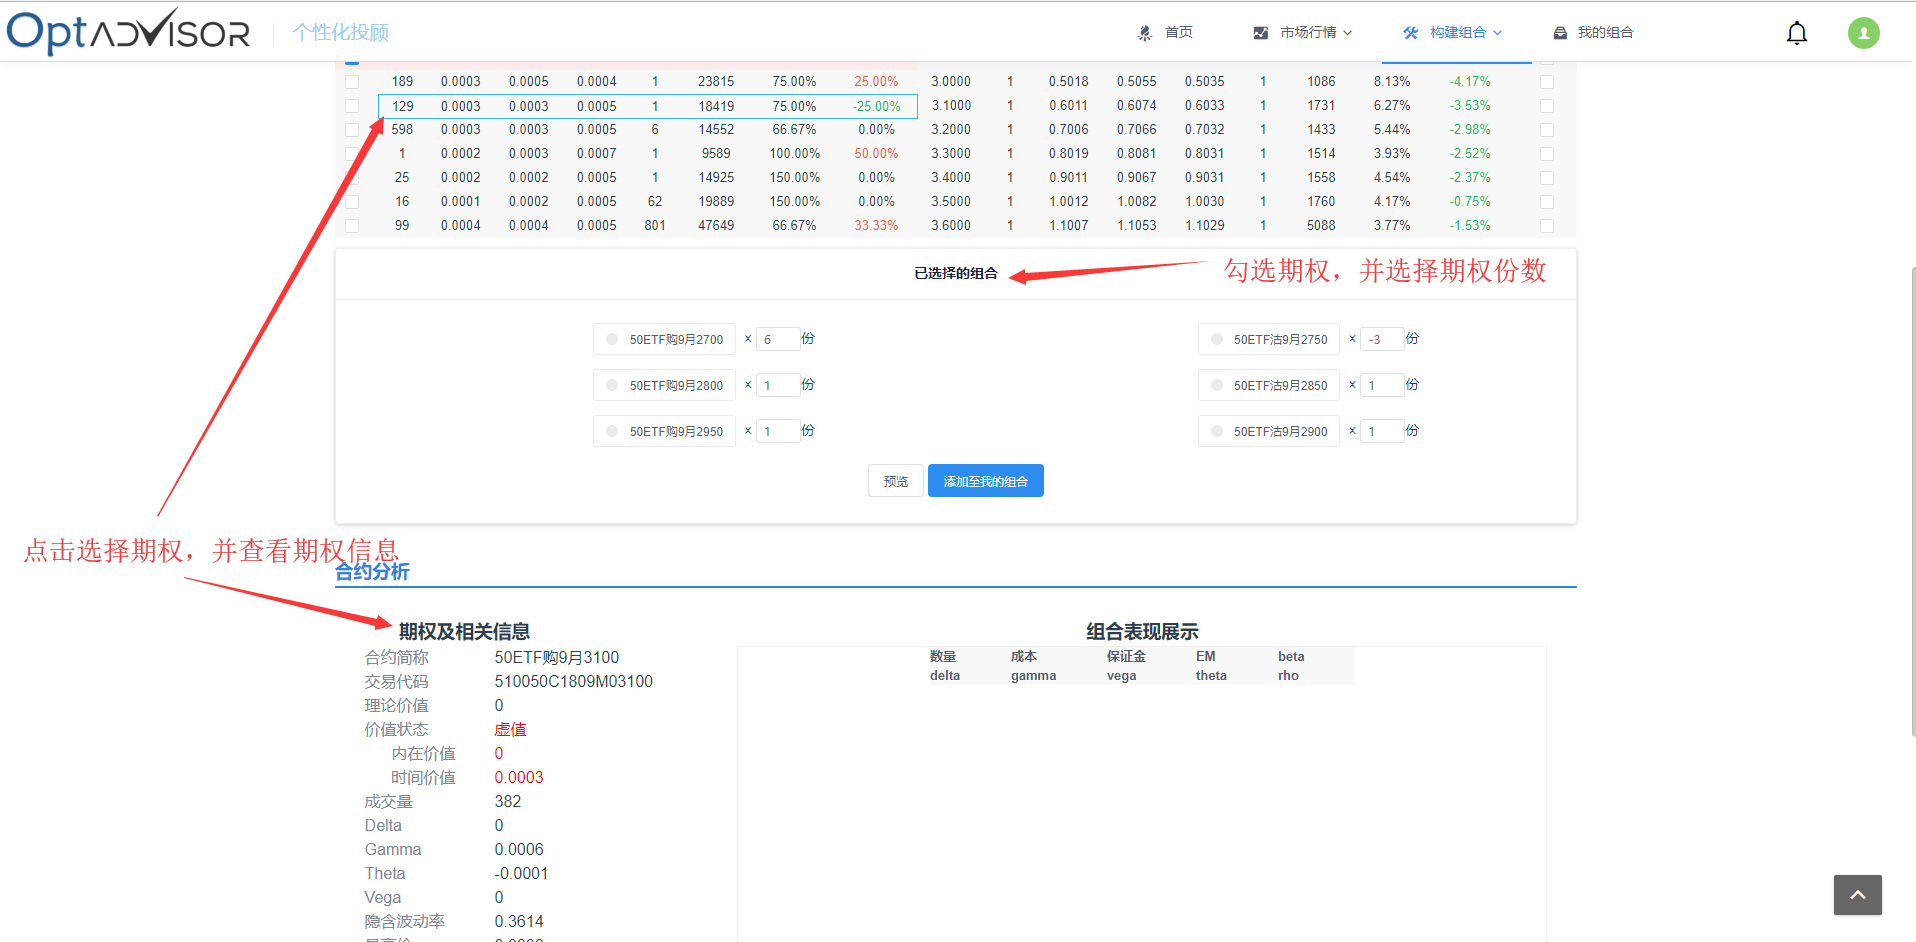 OptADVISOR 个性化投顾 首页 市场行情 构建组合 我的组合
189 0.0003 0.0005 0.0004 1 23815 75.00% 25.00% 3.0000 1 0.5018 0.5055 0.5035 1 1086 8.13% -4.17%
129 0.0003 0.0003 0.0005 1 18419 75.00% -25.00% 3.1000 1 0.6011 0.6074 0.6033 1 1731 6.27% -3.53%
598 0.0003 0.0003 0.0005 6 14552 66.67% 0.00% 3.2000 1 0.7006 0.7066 0.7032 1 1433 5.44% -2.98%
1 0.0002 0.0003 0.0007 1 9589 100.00% 50.00% 3.3000 1 0.8019 0.8081 0.8031 1 1514 3.93% -2.52%
25 0.0002 0.0002 0.0005 1 14925 150.00% 0.00% 3.4000 1 0.9011 0.9067 0.9031 1 1558 4.54% -2.37%
16 0.0001 0.0002 0.0005 62 19889 150.00% 0.00% 3.5000 1 1.0012 1.0082 1.0030 1 1760 4.17% -0.75%
99 0.0004 0.0004 0.0005 801 47649 66.67% 33.33% 3.6000 1 1.1007 1.1053 1.1029 1 5088 3.77% -1.53%
已选择的组合 勾选期权，并选择期权份数
50ETF购9月2700 × 6 份 50ETF沽9月2750 × -3 份
50ETF购9月2800 × 1 份 50ETF沽9月2850 × 1 份
50ETF购9月2950 × 1 份 50ETF沽9月2900 × 1 份
预览 添加至我的组合
点击选择期权，并查看期权信息
合约分析
期权及相关信息 组合表现展示
合约简称 50ETF购9月3100 数量 成本 保证金 EM beta
交易代码 510050C1809M03100 delta gamma vega theta rho
理论价值 0
价值状态 虚值
内在价值 0
时间价值 0.0003
成交量 382
Delta 0
Gamma 0.0006
Theta -0.0001
Vega 0
隐含波动率 0.3614